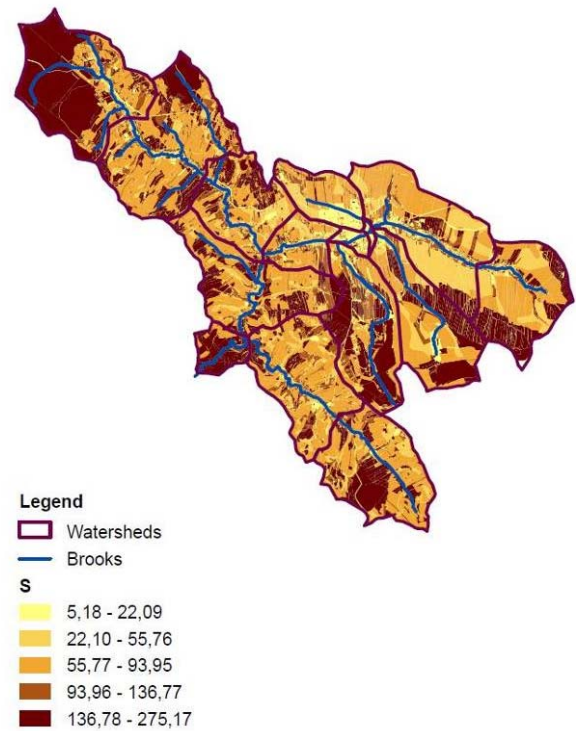 Legend
Watersheds
Brooks
S
5,18 - 22,09
22,10 - 55,76
55,77 - 93,95
93,96 - 136,77
136,78 - 275,17